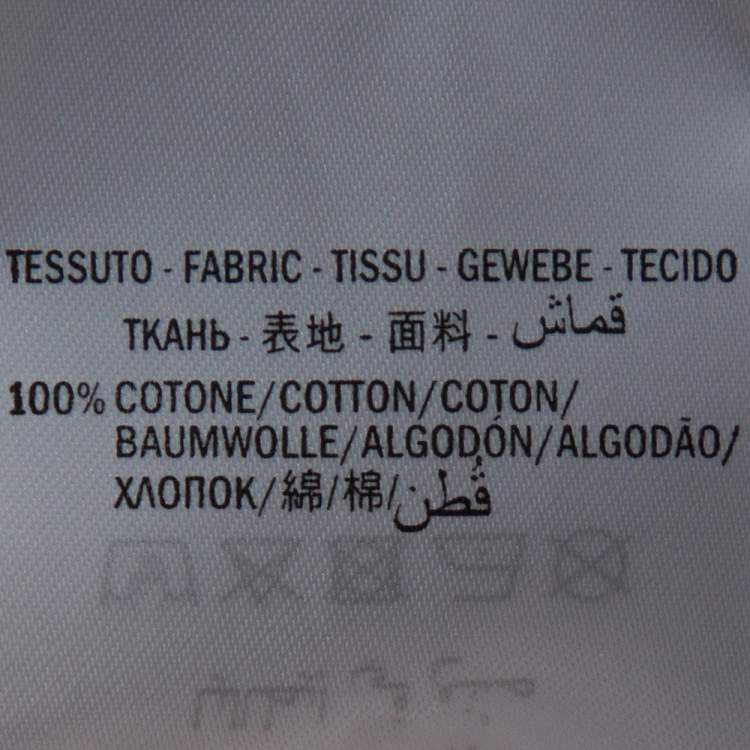 TESSUTO - FABRIC - TISSU - GEWEBE - TECIDO
ТКАНЬ - 表地 - 面料 - قماش
100% COTONE/COTTON/COTON/
BAUMWOLLE/ALGODÓN/ALGODÃO/
ХЛОПОК/綿/棉/قُطن